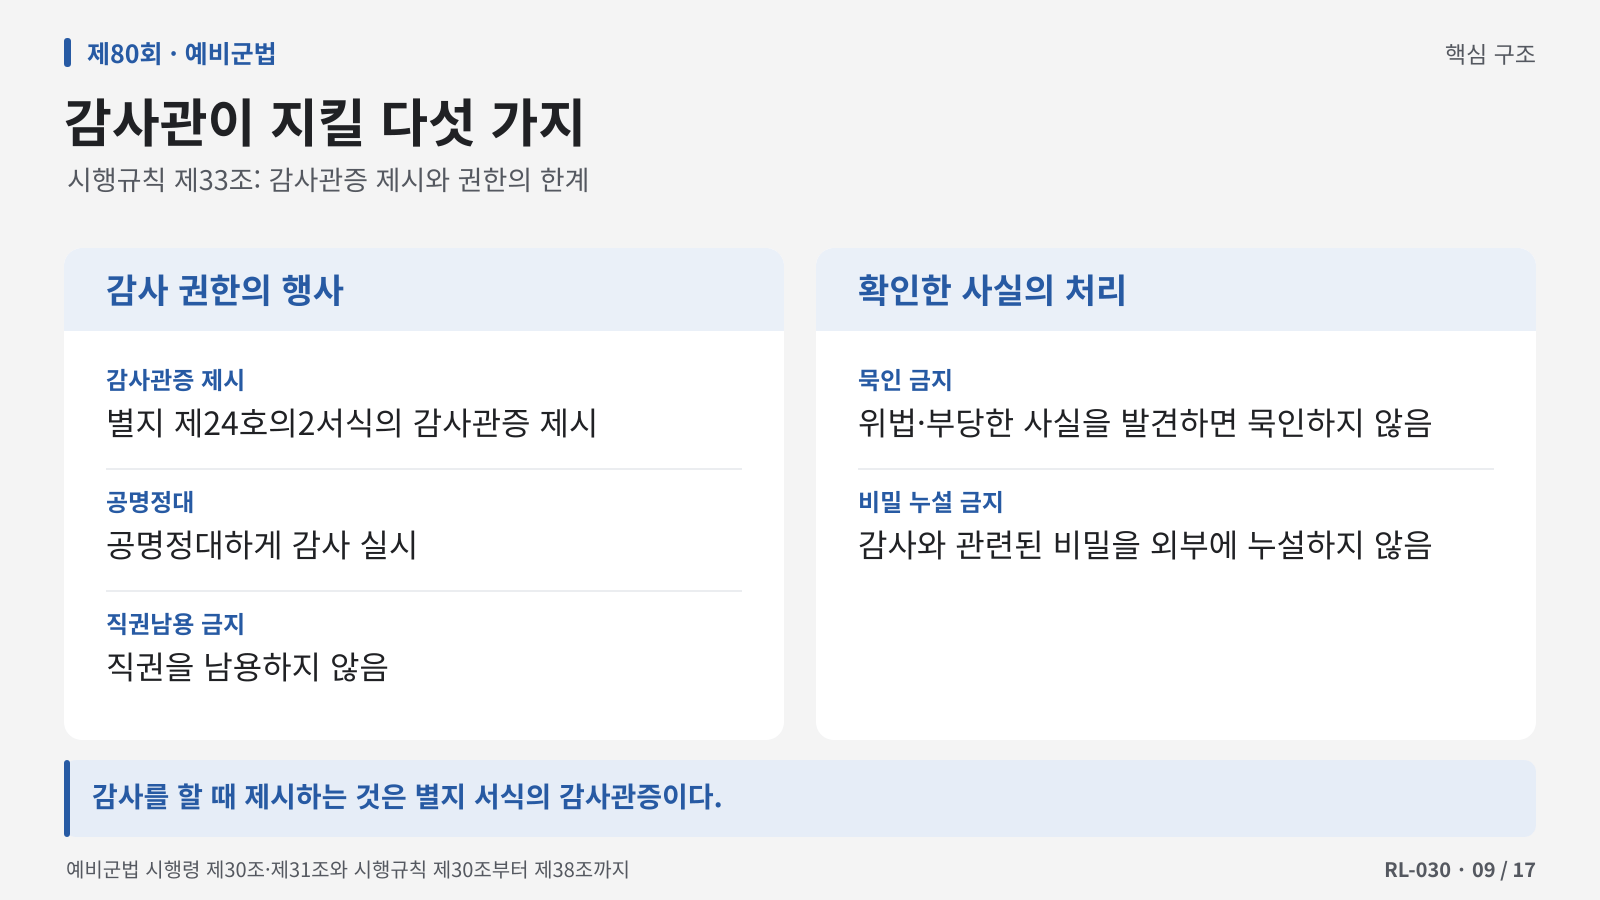 제80회 · 예비군법
핵심 구조
감사관이 지킬 다섯 가지
시행규칙 제33조: 감사관증 제시와 권한의 한계
감사 권한의 행사
감사관증 제시
별지 제24호의2서식의 감사관증 제시
공명정대
공명정대하게 감사 실시
직권남용 금지
직권을 남용하지 않음
확인한 사실의 처리
묵인 금지
위법·부당한 사실을 발견하면 묵인하지 않음
비밀 누설 금지
감사와 관련된 비밀을 외부에 누설하지 않음
감사를 할 때 제시하는 것은 별지 서식의 감사관증이다.
예비군법 시행령 제30조·제31조와 시행규칙 제30조부터 제38조까지
RL-030 · 09 / 17